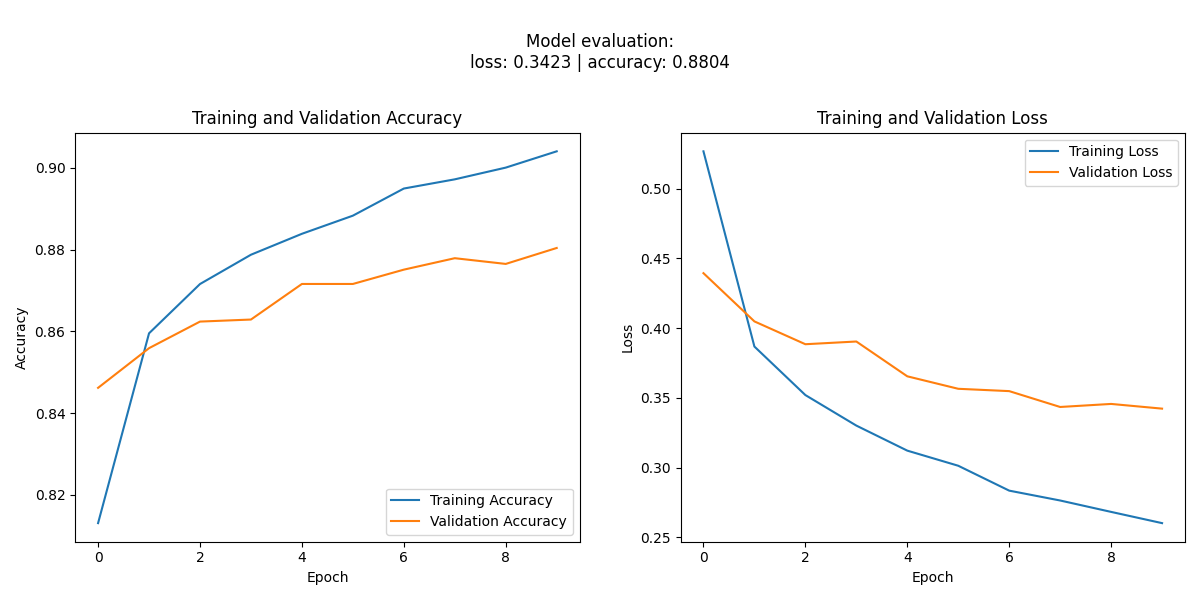 Model evaluation:
loss: 0.3423 | accuracy: 0.8804
Training and Validation Accuracy
Accuracy
0.90
0.88
0.86
0.84
0.82
Training Accuracy
Validation Accuracy
0 2 4 6 8
Epoch
Training and Validation Loss
Loss
Training Loss
Validation Loss
0.50
0.45
0.40
0.35
0.30
0.25
0 2 4 6 8
Epoch